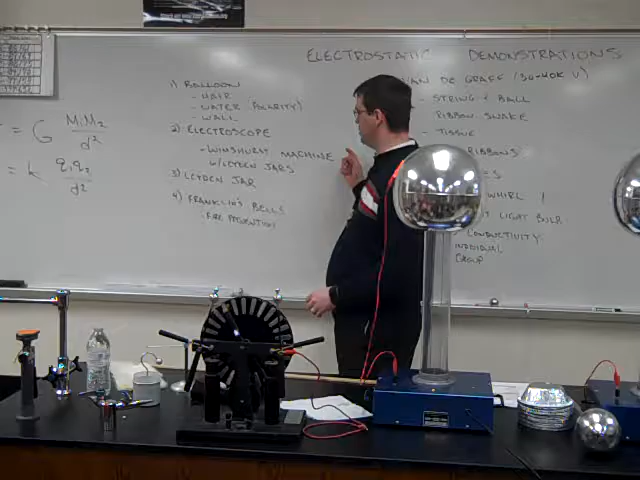 ELECTROSTATIC DEMONSTRATIONS
= G M₁M₂ / d²
= k q₁q₂ / d²
1) BALLOON
- HAIR
- WATER (POLARITY)
- WALL
2) ELECTROSCOPE
- WIMSHURST MACHINE
W/LEYDEN JARS
3) LEYDEN JAR
4) FRANKLIN'S BELLS
VAN DE GRAFF (30-40K V)
- STRING & BALL
RIBBON SNAKE
- TISSUE
RIBBONS
WHIRL
LIGHT BULB
CONDUCTIVITY
INDIVIDUAL
GROUP